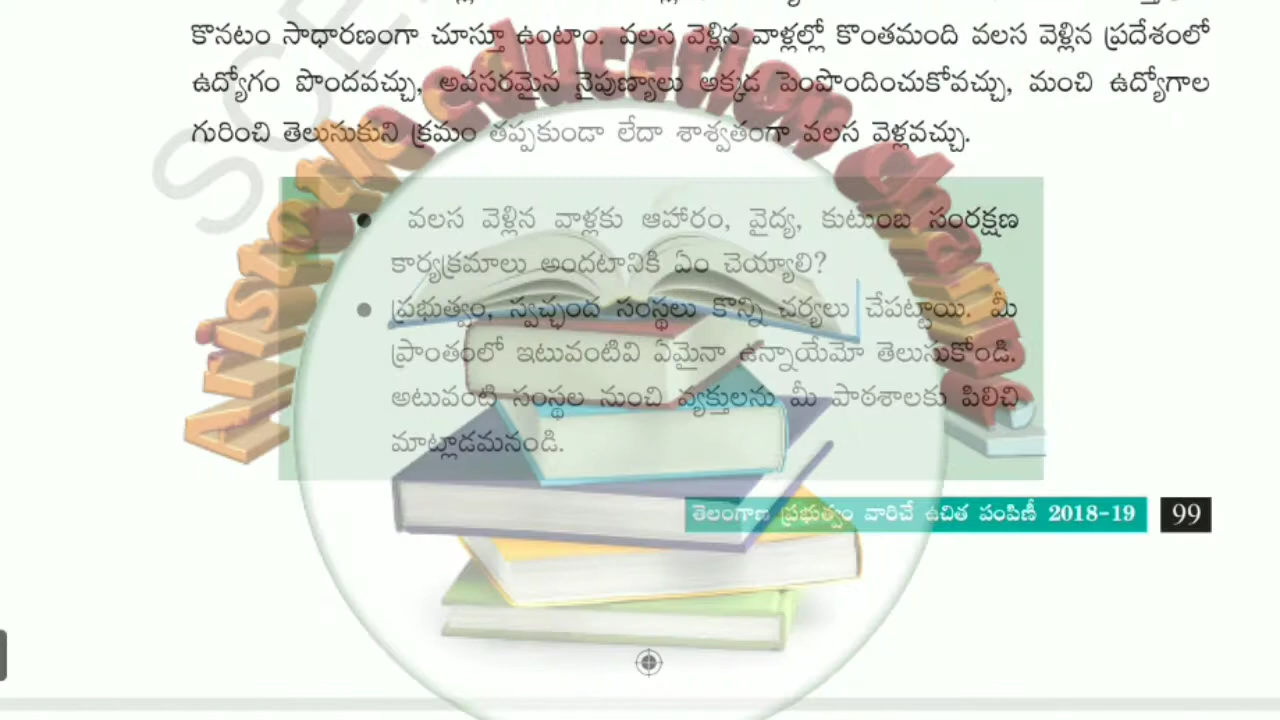 కొనటం సాధారణంగా చూస్తూ ఉంటాం. వలస వెళ్లిన వాళ్లల్లో కొంతమంది వలస వెళ్లిన ప్రదేశంలో
ఉద్యోగం పొందవచ్చు, అవసరమైన నైపుణ్యాలు అక్కడ పెంపొందించుకోవచ్చు, మంచి ఉద్యోగాల
గురించి తెలుసుకుని క్రమం తప్పకుండా లేదా శాశ్వతంగా వలస వెళ్లవచ్చు.
education
• వలస వెళ్లిన వాళ్లకు ఆహారం, వైద్య, కుటుంబ సంరక్షణ
కార్యక్రమాలు అందటానికి ఏం చెయ్యాలి?
• ప్రభుత్వం, స్వచ్ఛంద సంస్థలు కొన్ని చర్యలు చేపట్టాయి. మీ
ప్రాంతంలో ఇటువంటివి ఏమైనా ఉన్నాయేమో తెలుసుకోండి.
అటువంటి సంస్థల నుంచి వ్యక్తులను మీ పాఠశాలకు పిలిచి
మాట్లాడమనండి.
తెలంగాణ ప్రభుత్వం వారిచే ఉచిత పంపిణీ 2018-19 99